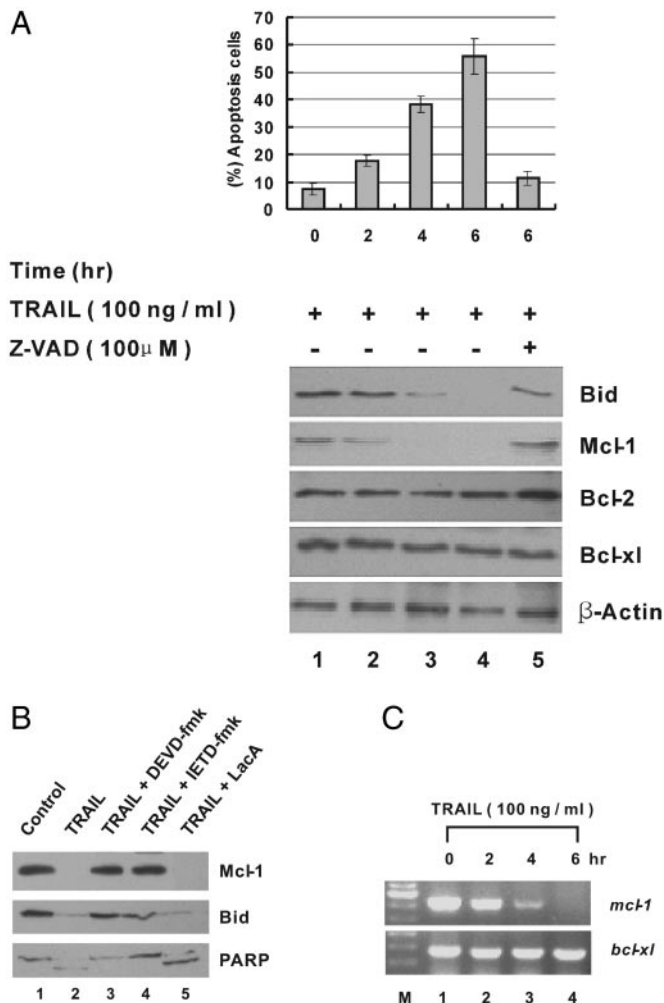 A
(%) Apoptosis cells
70
60
50
40
30
20
10
0
0 2 4 6 6
Time (hr)
TRAIL ( 100 ng / ml ) + + + + +
Z-VAD ( 100μ M ) - - - - +
Bid
Mcl-1
Bcl-2
Bcl-xl
β-Actin
1 2 3 4 5
B
Control
TRAIL
TRAIL + DEVD-fmk
TRAIL + IETD-fmk
TRAIL + LacA
Mcl-1
Bid
PARP
1 2 3 4 5
C
TRAIL ( 100 ng / ml )
0 2 4 6 hr
mcl-1
bcl-xl
M 1 2 3 4